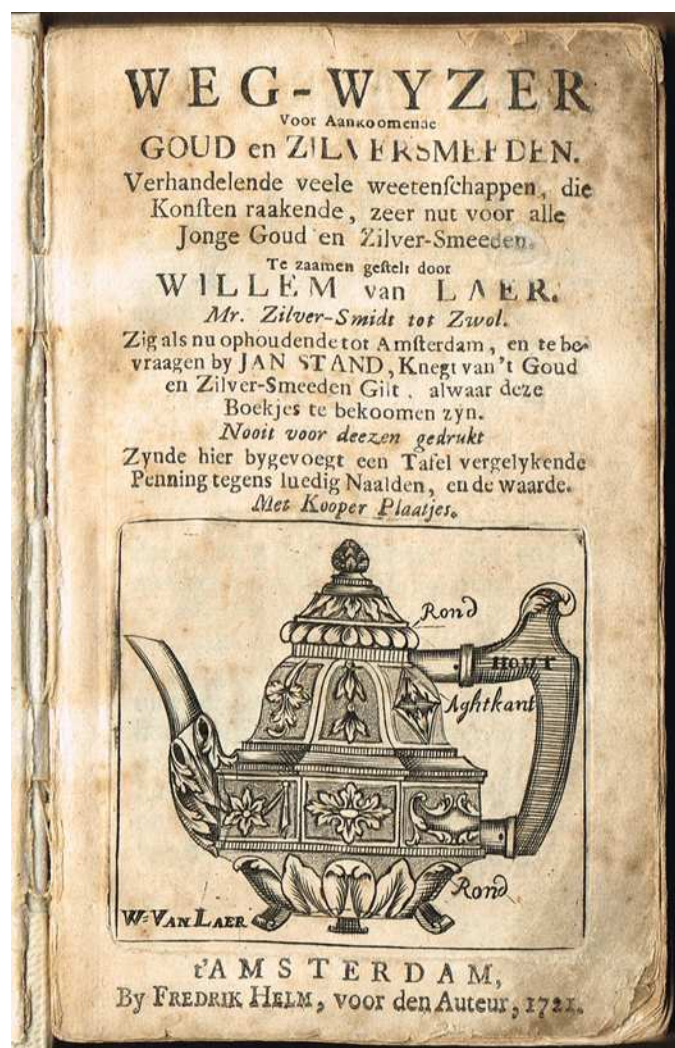 WEG-WYZER
Voor Aankoomende
GOUD en ZILVERSMEEDEN.
Verhandelende veele weetenſchappen, die
Konſten raakende, zeer nut voor alle
Jonge Goud en Zilver-Smeeden.
Te zaamen geſtelt door
WILLEM van LAER.
Mr. Zilver-Smidt tot Zwol.
Zig als nu ophoudende tot Amſterdam, en te be-
vraagen by JAN STAND, Knegt van't Goud
en Zilver-Smeeden Gilt, alwaar deze
Boekjes te bekoomen zyn.
Nooit voor deezen gedrukt
Zynde hier bygevoegt een Tafel vergelykende
Penning tegens luedig Naalden, en de waarde.
Met Kooper Plaatjes.
Rond
HOUT
Aghtkant
Rond
W=VAN LAER
t'AMSTERDAM,
By FREDRIK HELM, voor den Auteur, 1721.